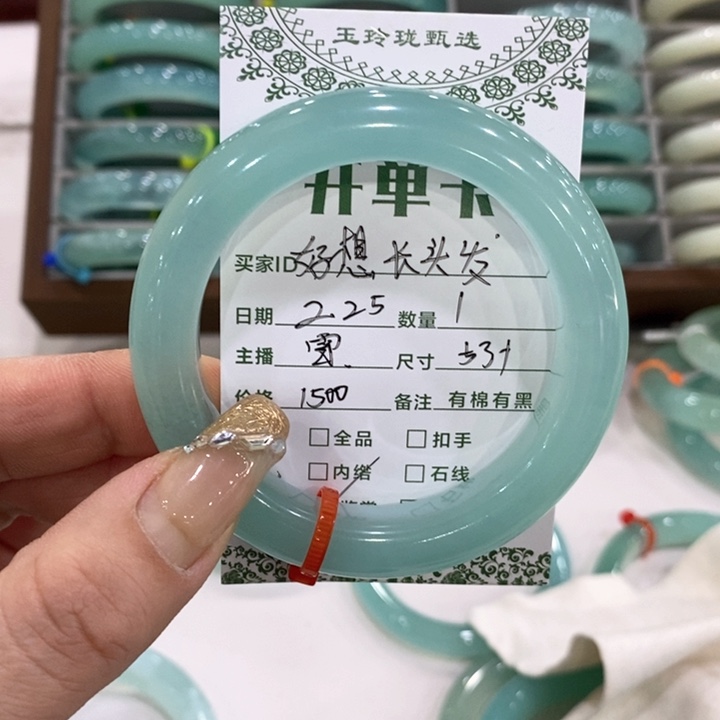 玉玲珑甄选
开单卡
买家ID 好想长头发
日期 2.25 数量 1
主播 雪 尺寸 53+
价格 1500 备注 有棉有黑
□全品 □扣手
□内绺 □石线